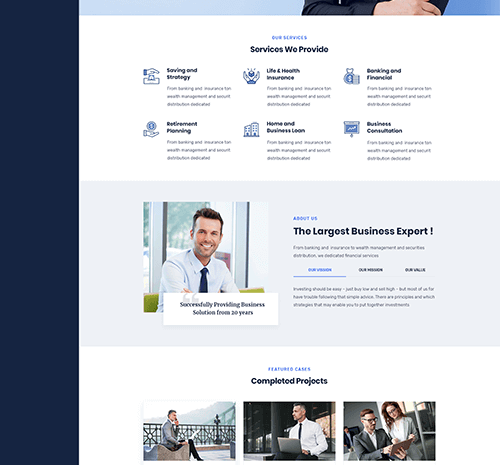 OUR SERVICES
Services We Provide
Saving and
Strategy
From banking and insurance ton
wealth management and securit
distribution dedicated
Life & Health
Insurance
From banking and insurance ton
wealth management and securit
distribution dedicated
Banking and
Financial
From banking and insurance ton
wealth management and securit
distribution dedicated
Retirement
Planning
From banking and insurance ton
wealth management and securit
distribution dedicated
Home and
Business Loan
From banking and insurance ton
wealth management and securit
distribution dedicated
Business
Consultation
From banking and insurance ton
wealth management and securit
distribution dedicated
Successfully Providing Business
Solution from 20 years
ABOUT US
The Largest Business Expert !
From banking and insurance to wealth management and securities
distribution, we dedicated financial services
OUR VISSION
OUR MISSION
OUR VALUE
Investing should be easy – just buy low and sell high – but most of us for
have trouble following that simple advice. There are principles and which
strategies that may enable you to put together investments
FEATURED CASES
Completed Projects